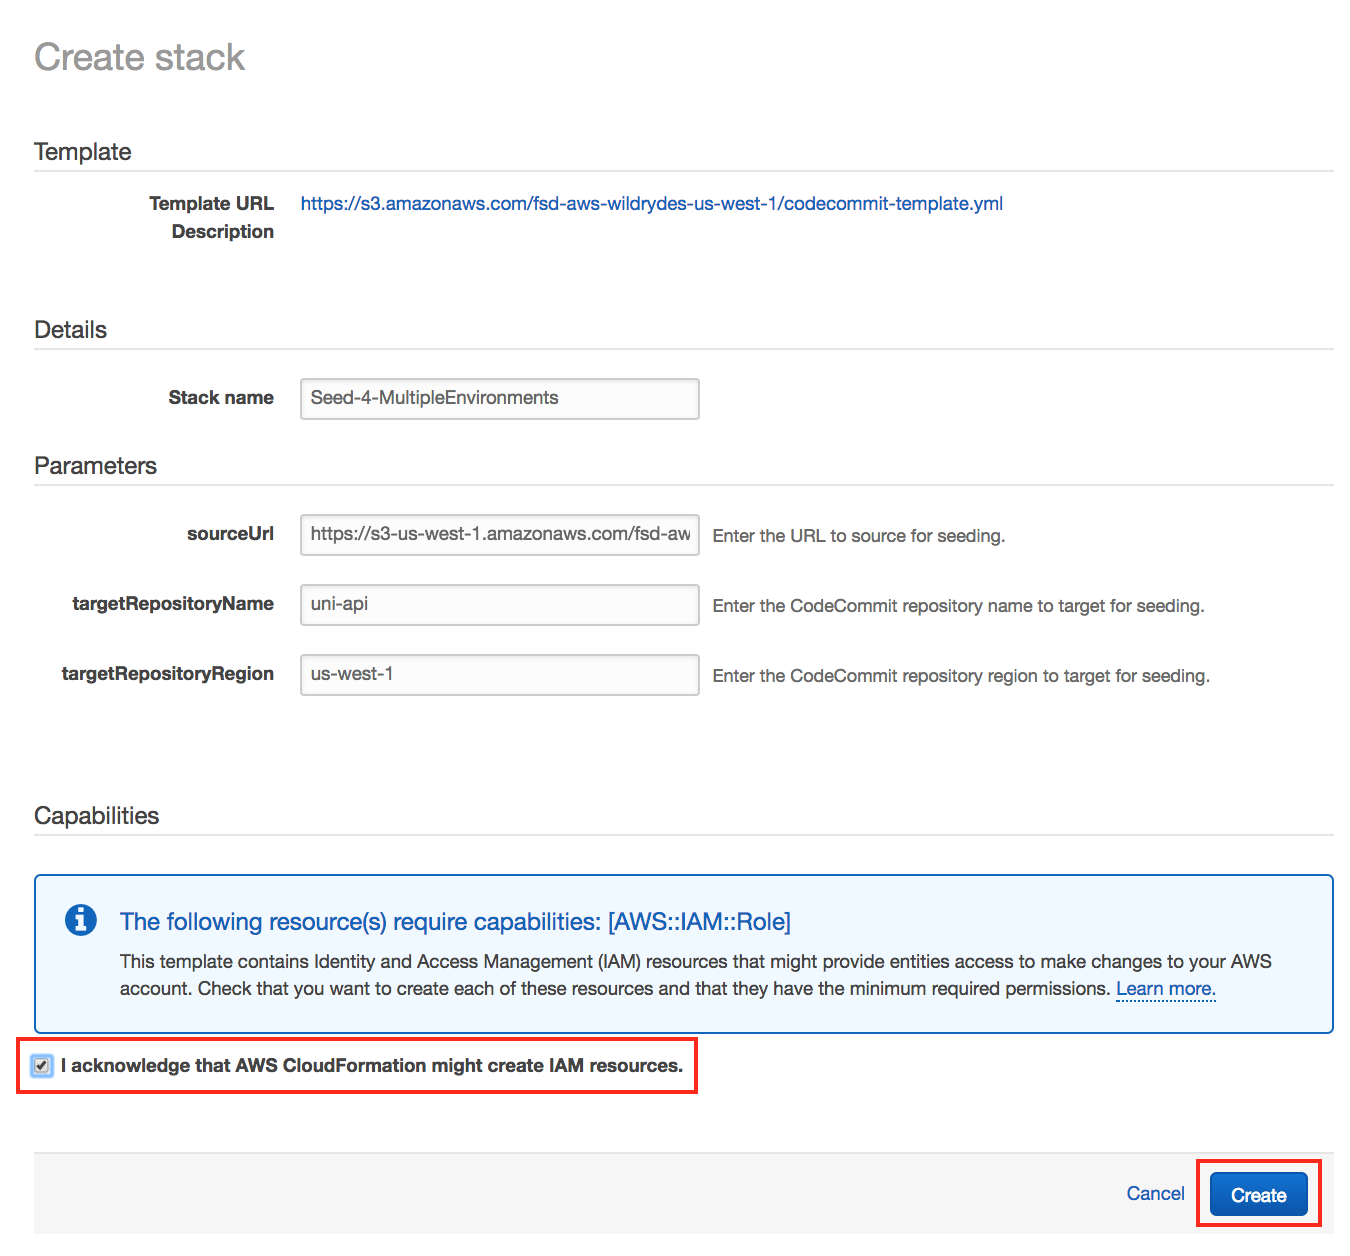 Create stack
Template
Template URL https://s3.amazonaws.com/fsd-aws-wildrydes-us-west-1/codecommit-template.yml
Description
Details
Stack name Seed-4-MultipleEnvironments
Parameters
sourceUrl https://s3-us-west-1.amazonaws.com/fsd-aw Enter the URL to source for seeding.
targetRepositoryName uni-api Enter the CodeCommit repository name to target for seeding.
targetRepositoryRegion us-west-1 Enter the CodeCommit repository region to target for seeding.
Capabilities
The following resource(s) require capabilities: [AWS::IAM::Role]
This template contains Identity and Access Management (IAM) resources that might provide entities access to make changes to your AWS
account. Check that you want to create each of these resources and that they have the minimum required permissions. Learn more.
I acknowledge that AWS CloudFormation might create IAM resources.
Cancel Create